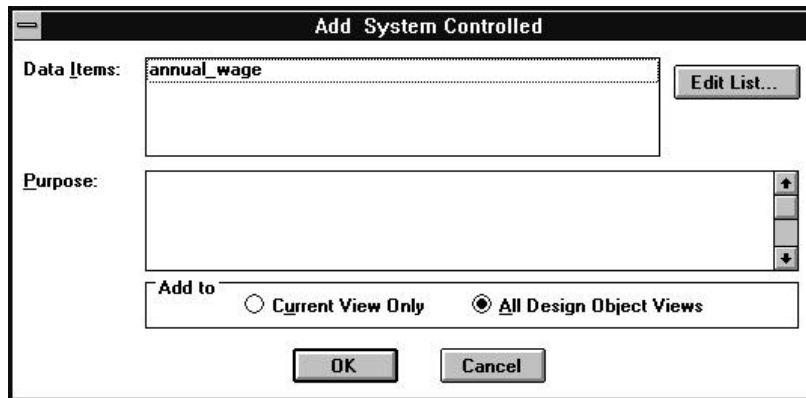 Add System Controlled
Data Items:
annual_wage
Edit List...
Purpose:
Add to
Current View Only
All Design Object Views
OK
Cancel